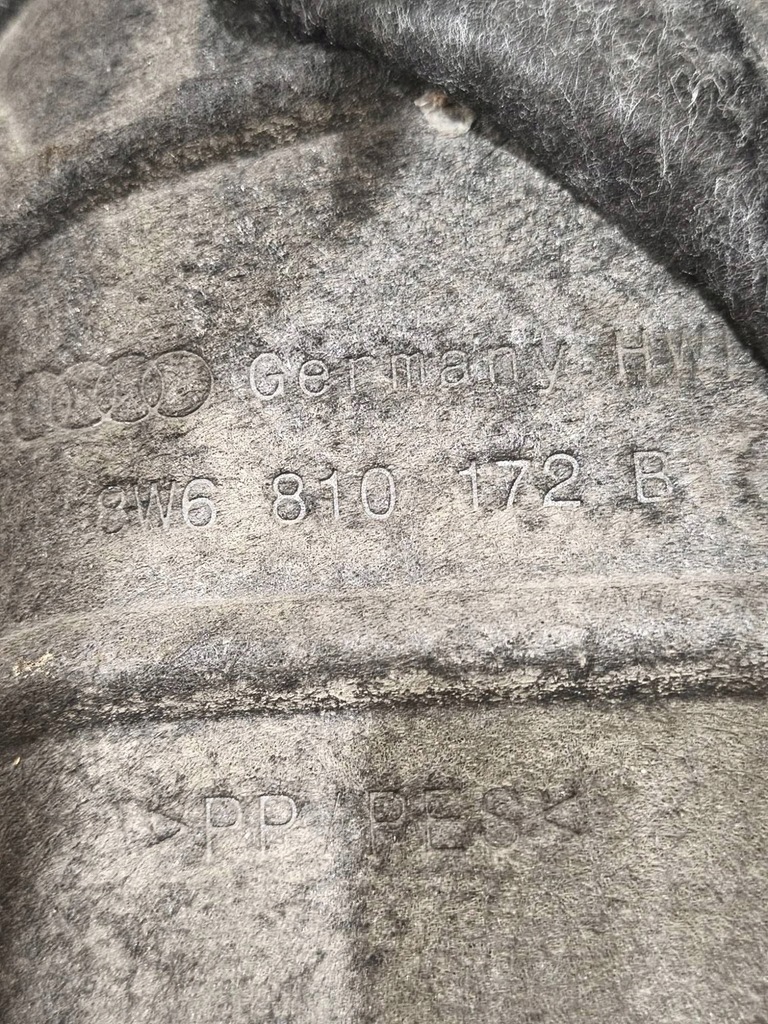 Germany HW
8W6 810 172 B
>PP/PES<